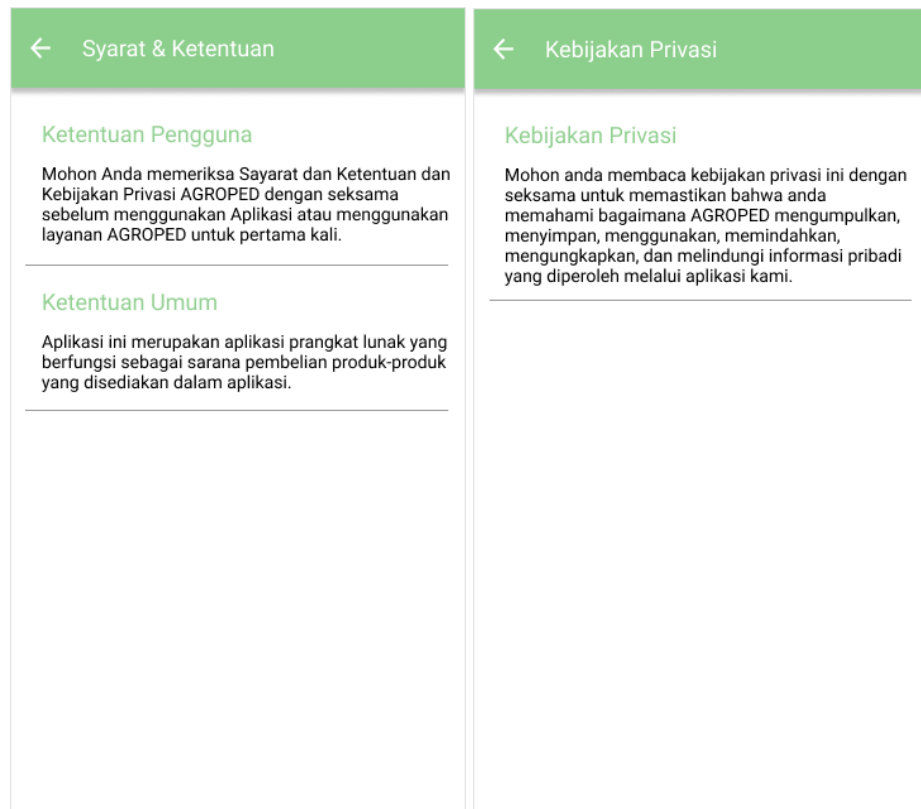 Syarat & Ketentuan
Ketentuan Pengguna
Mohon Anda memeriksa Sayarat dan Ketentuan dan
Kebijakan Privasi AGROPED dengan seksama
sebelum menggunakan Aplikasi atau menggunakan
layanan AGROPED untuk pertama kali.
Ketentuan Umum
Aplikasi ini merupakan aplikasi prangkat lunak yang
berfungsi sebagai sarana pembelian produk-produk
yang disediakan dalam aplikasi.
Kebijakan Privasi
Kebijakan Privasi
Mohon anda membaca kebijakan privasi ini dengan
seksama untuk memastikan bahwa anda
memahami bagaimana AGROPED mengumpulkan,
menyimpan, menggunakan, memindahkan,
mengungkapkan, dan melindungi informasi pribadi
yang diperoleh melalui aplikasi kami.